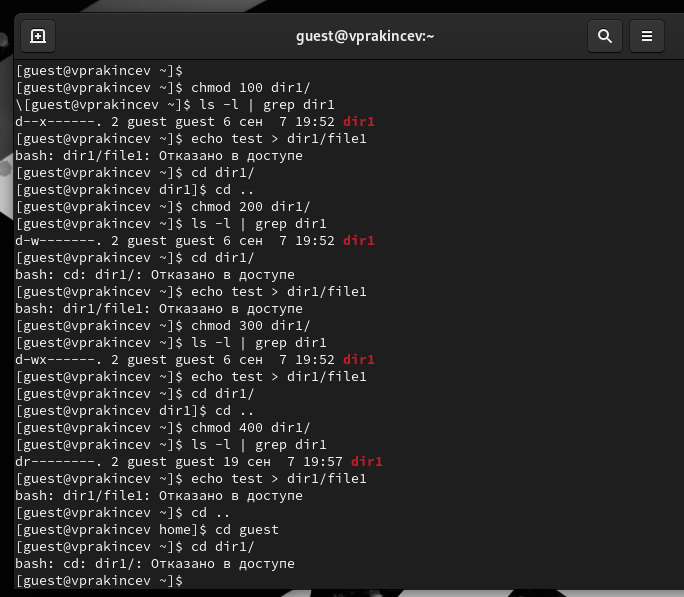 guest@vprakincev:~
[guest@vprakincev ~]$
[guest@vprakincev ~]$ chmod 100 dir1/
\[guest@vprakincev ~]$ ls -l | grep dir1
d--x------. 2 guest guest 6 сен  7 19:52 dir1
[guest@vprakincev ~]$ echo test > dir1/file1
bash: dir1/file1: Отказано в доступе
[guest@vprakincev ~]$ cd dir1/
[guest@vprakincev dir1]$ cd ..
[guest@vprakincev ~]$ chmod 200 dir1/
[guest@vprakincev ~]$ ls -l | grep dir1
d-w-------. 2 guest guest 6 сен  7 19:52 dir1
[guest@vprakincev ~]$ cd dir1/
bash: cd: dir1/: Отказано в доступе
[guest@vprakincev ~]$ echo test > dir1/file1
bash: dir1/file1: Отказано в доступе
[guest@vprakincev ~]$ chmod 300 dir1/
[guest@vprakincev ~]$ ls -l | grep dir1
d-wx------. 2 guest guest 6 сен  7 19:52 dir1
[guest@vprakincev ~]$ echo test > dir1/file1
[guest@vprakincev ~]$ cd dir1/
[guest@vprakincev dir1]$ cd ..
[guest@vprakincev ~]$ chmod 400 dir1/
[guest@vprakincev ~]$ ls -l | grep dir1
dr--------. 2 guest guest 19 сен  7 19:57 dir1
[guest@vprakincev ~]$ echo test > dir1/file1
bash: dir1/file1: Отказано в доступе
[guest@vprakincev ~]$ cd ..
[guest@vprakincev home]$ cd guest
[guest@vprakincev ~]$ cd dir1/
bash: cd: dir1/: Отказано в доступе
[guest@vprakincev ~]$